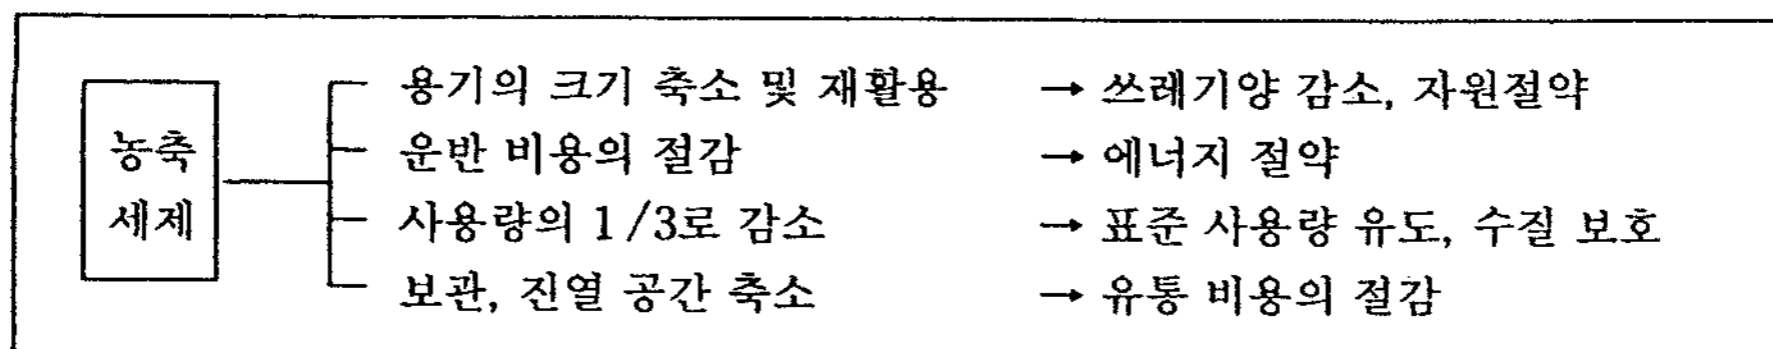 농축
세제
용기의 크기 축소 및 재활용 → 쓰레기양 감소, 자원절약
운반 비용의 절감 → 에너지 절약
사용량의 1/3로 감소 → 표준 사용량 유도, 수질 보호
보관, 진열 공간 축소 → 유통 비용의 절감